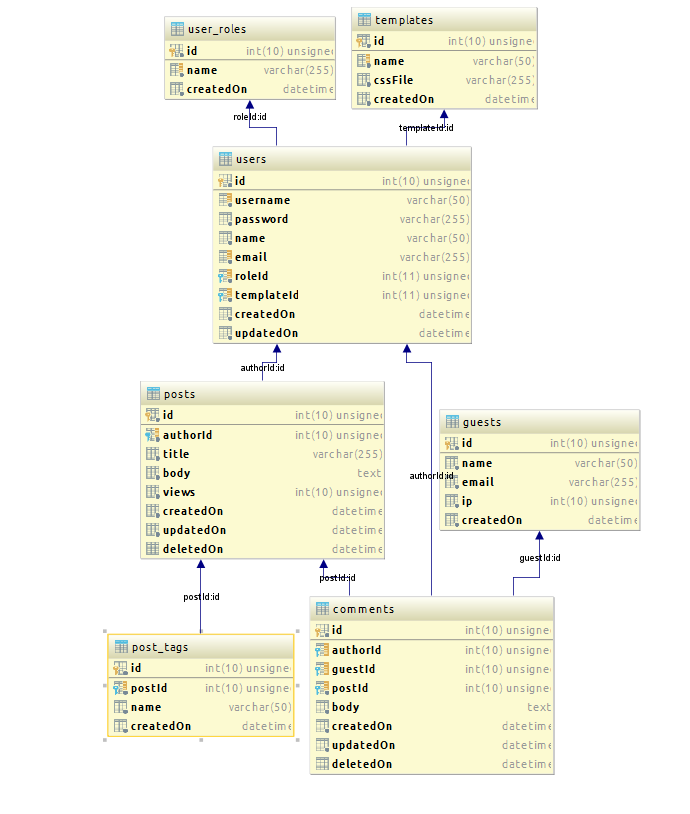 user_roles
id int(10) unsigne
name varchar(255)
createdOn datetime
templates
id int(10) unsigne
name varchar(50)
cssFile varchar(255)
createdOn datetime
roleId:id
templateId:id
users
id int(10) unsigne
username varchar(50)
password varchar(255)
name varchar(50)
email varchar(255)
roleId int(11) unsigned
templateId int(11) unsigned
createdOn datetime
updatedOn datetime
authorId:id
posts
id int(10) unsigned
authorId int(10) unsigned
title varchar(255)
body text
views int(10) unsigned
createdOn datetime
updatedOn datetime
deletedOn datetime
guests
id int(10) unsigned
name varchar(50)
email varchar(255)
ip int(10) unsigned
createdOn datetime
authorId:id
guestId:id
postId:id
postId:id
comments
id int(10) unsigne
authorId int(10) unsigne
guestId int(10) unsigne
postId int(10) unsigne
body text
createdOn datetime
updatedOn datetime
deletedOn datetime
post_tags
id int(10) unsigne
postId int(10) unsigne
name varchar(50)
createdOn datetime